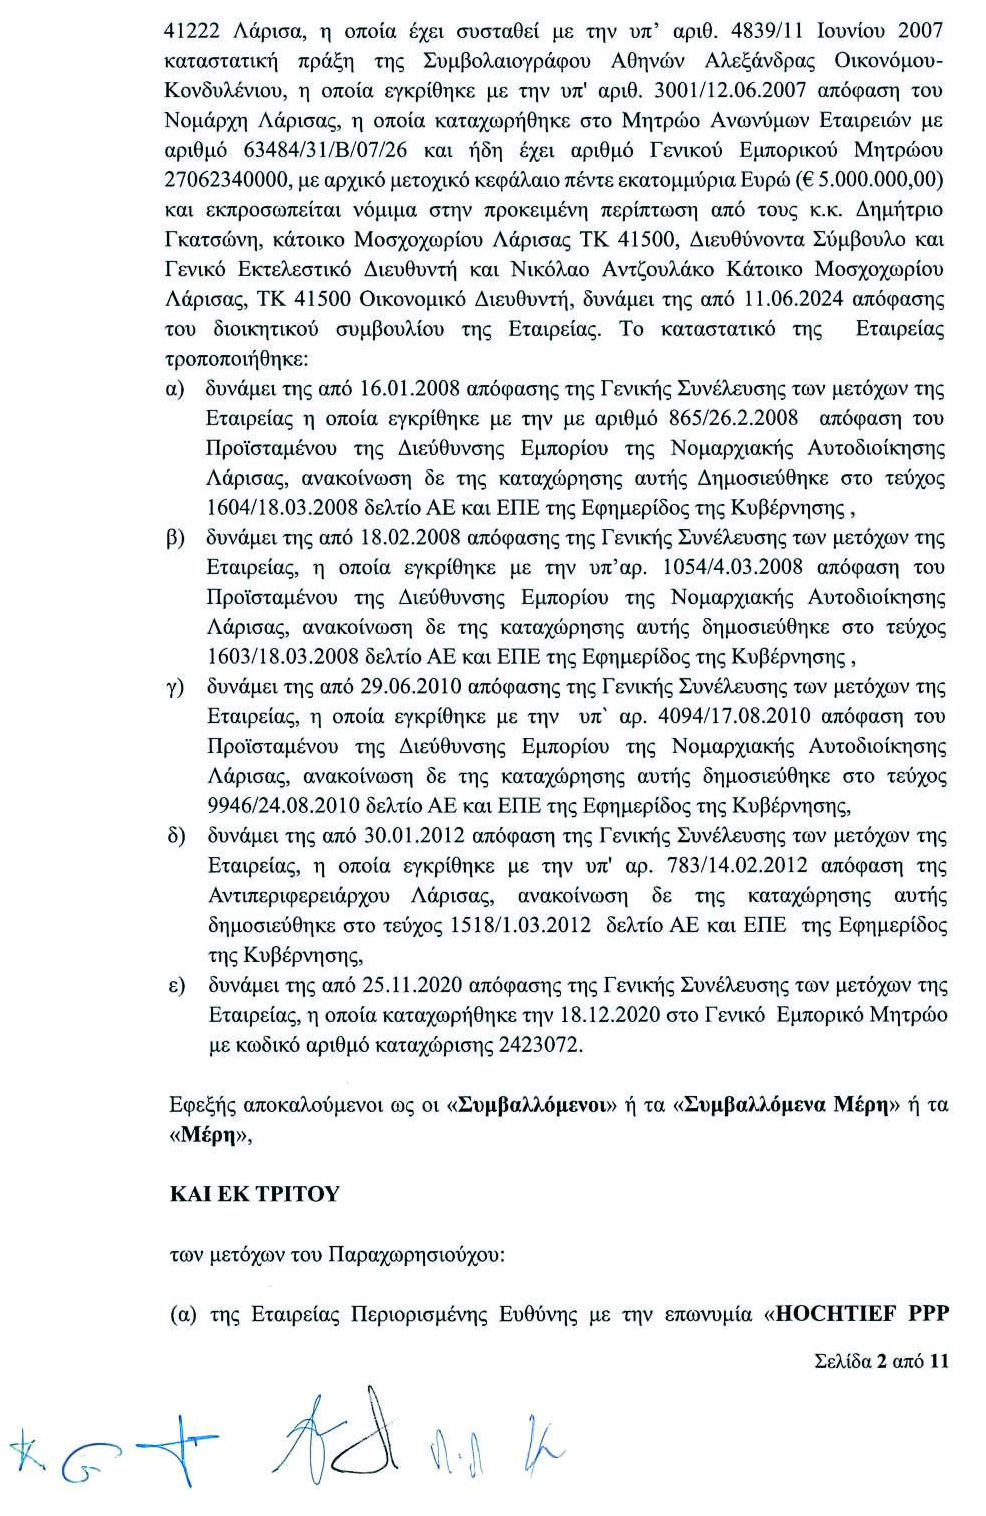 41222 Λάρισα, η οποία έχει συσταθεί με την υπ’ αριθ. 4839/11 Ιουνίου 2007
καταστατική πράξη της Συμβολαιογράφου Αθηνών Αλεξάνδρας Οικονόμου-
Κονδυλένιου, η οποία εγκρίθηκε με την υπ' αριθ. 3001/12.06.2007 απόφαση του
Νομάρχη Λάρισας, η οποία καταχωρήθηκε στο Μητρώο Ανωνύμων Εταιρειών με
αριθμό 63484/31/Β/07/26 και ήδη έχει αριθμό Γενικού Εμπορικού Μητρώου
27062340000, με αρχικό μετοχικό κεφάλαιο πέντε εκατομμύρια Ευρώ (€ 5.000.000,00)
και εκπροσωπείται νόμιμα στην προκειμένη περίπτωση από τους κ.κ. Δημήτριο
Γκατσώνη, κάτοικο Μοσχοχωρίου Λάρισας ΤΚ 41500, Διευθύνοντα Σύμβουλο και
Γενικό Εκτελεστικό Διευθυντή και Νικόλαο Αντζουλάκο Κάτοικο Μοσχοχωρίου
Λάρισας, ΤΚ 41500 Οικονομικό Διευθυντή, δυνάμει της από 11.06.2024 απόφασης
του διοικητικού συμβουλίου της Εταιρείας. Το καταστατικό της Εταιρείας
τροποποιήθηκε:
α) δυνάμει της από 16.01.2008 απόφασης της Γενικής Συνέλευσης των μετόχων της
Εταιρείας η οποία εγκρίθηκε με την με αριθμό 865/26.2.2008 απόφαση του
Προϊσταμένου της Διεύθυνσης Εμπορίου της Νομαρχιακής Αυτοδιοίκησης
Λάρισας, ανακοίνωση δε της καταχώρησης αυτής Δημοσιεύθηκε στο τεύχος
1604/18.03.2008 δελτίο ΑΕ και ΕΠΕ της Εφημερίδος της Κυβέρνησης ,
β) δυνάμει της από 18.02.2008 απόφασης της Γενικής Συνέλευσης των μετόχων της
Εταιρείας, η οποία εγκρίθηκε με την υπ’αρ. 1054/4.03.2008 απόφαση του
Προϊσταμένου της Διεύθυνσης Εμπορίου της Νομαρχιακής Αυτοδιοίκησης
Λάρισας, ανακοίνωση δε της καταχώρησης αυτής δημοσιεύθηκε στο τεύχος
1603/18.03.2008 δελτίο ΑΕ και ΕΠΕ της Εφημερίδος της Κυβέρνησης ,
γ) δυνάμει της από 29.06.2010 απόφασης της Γενικής Συνέλευσης των μετόχων της
Εταιρείας, η οποία εγκρίθηκε με την υπ` αρ. 4094/17.08.2010 απόφαση του
Προϊσταμένου της Διεύθυνσης Εμπορίου της Νομαρχιακής Αυτοδιοίκησης
Λάρισας, ανακοίνωση δε της καταχώρησης αυτής δημοσιεύθηκε στο τεύχος
9946/24.08.2010 δελτίο ΑΕ και ΕΠΕ της Εφημερίδος της Κυβέρνησης,
δ) δυνάμει της από 30.01.2012 απόφαση της Γενικής Συνέλευσης των μετόχων της
Εταιρείας, η οποία εγκρίθηκε με την υπ' αρ. 783/14.02.2012 απόφαση της
Αντιπεριφερειάρχου Λάρισας, ανακοίνωση δε της καταχώρησης αυτής
δημοσιεύθηκε στο τεύχος 1518/1.03.2012 δελτίο ΑΕ και ΕΠΕ της Εφημερίδος
της Κυβέρνησης,
ε) δυνάμει της από 25.11.2020 απόφασης της Γενικής Συνέλευσης των μετόχων της
Εταιρείας, η οποία καταχωρήθηκε την 18.12.2020 στο Γενικό Εμπορικό Μητρώο
με κωδικό αριθμό καταχώρισης 2423072.
Εφεξής αποκαλούμενοι ως οι «Συμβαλλόμενοι» ή τα «Συμβαλλόμενα Μέρη» ή τα
«Μέρη»,
ΚΑΙ ΕΚ ΤΡΙΤΟΥ
των μετόχων του Παραχωρησιούχου:
(α) της Εταιρείας Περιορισμένης Ευθύνης με την επωνυμία «HOCHTIEF PPP
Σελίδα 2 από 11